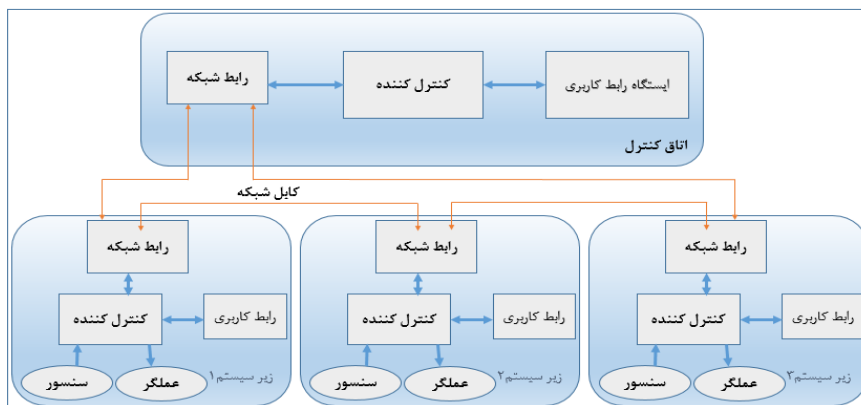 رابط شبکه
کنترل کننده
ایستگاه رابط کاربری
اتاق کنترل
کابل شبکه
رابط شبکه
کنترل کننده
رابط کاربری
سنسور
عملگر
زیر سیستم۱
رابط شبکه
کنترل کننده
رابط کاربری
سنسور
عملگر
زیر سیستم۲
رابط شبکه
کنترل کننده
رابط کاربری
سنسور
عملگر
زیر سیستم۳